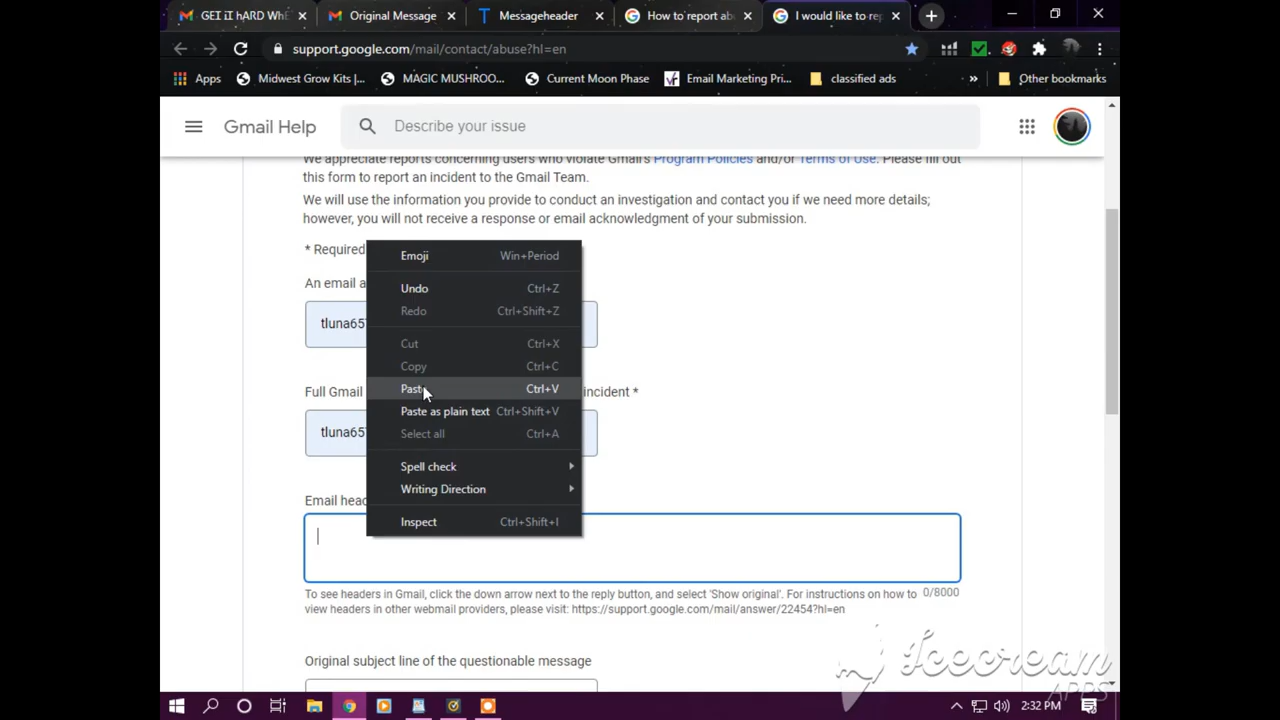 GET iT hARD WhE
Original Message
Messageheader
How to report ab
I would like to re
support.google.com/mail/contact/abuse?hl=en
Apps
Midwest Grow Kits |...
MAGIC MUSHROO...
Current Moon Phase
Email Marketing Pri...
classified ads
»
Other bookmarks
Gmail Help
Describe your issue
We appreciate reports concerning users who violate Gmail's Program Policies and/or Terms of Use. Please fill out
this form to report an incident to the Gmail Team.
We will use the information you provide to conduct an investigation and contact you if we need more details;
however, you will not receive a response or email acknowledgment of your submission.
* Required
Emoji Win+Period
An email a
Undo Ctrl+Z
Redo Ctrl+Shift+Z
tluna65
Cut Ctrl+X
Copy Ctrl+C
Paste Ctrl+V
Full Gmail incident *
Paste as plain text Ctrl+Shift+V
Select all Ctrl+A
tluna65
Spell check
Writing Direction
Email head
Inspect Ctrl+Shift+I
To see headers in Gmail, click the down arrow next to the reply button, and select 'Show original'. For instructions on how to 0/8000
view headers in other webmail providers, please visit: https://support.google.com/mail/answer/22454?hl=en
Original subject line of the questionable message
Icecream
APPS
2:32 PM